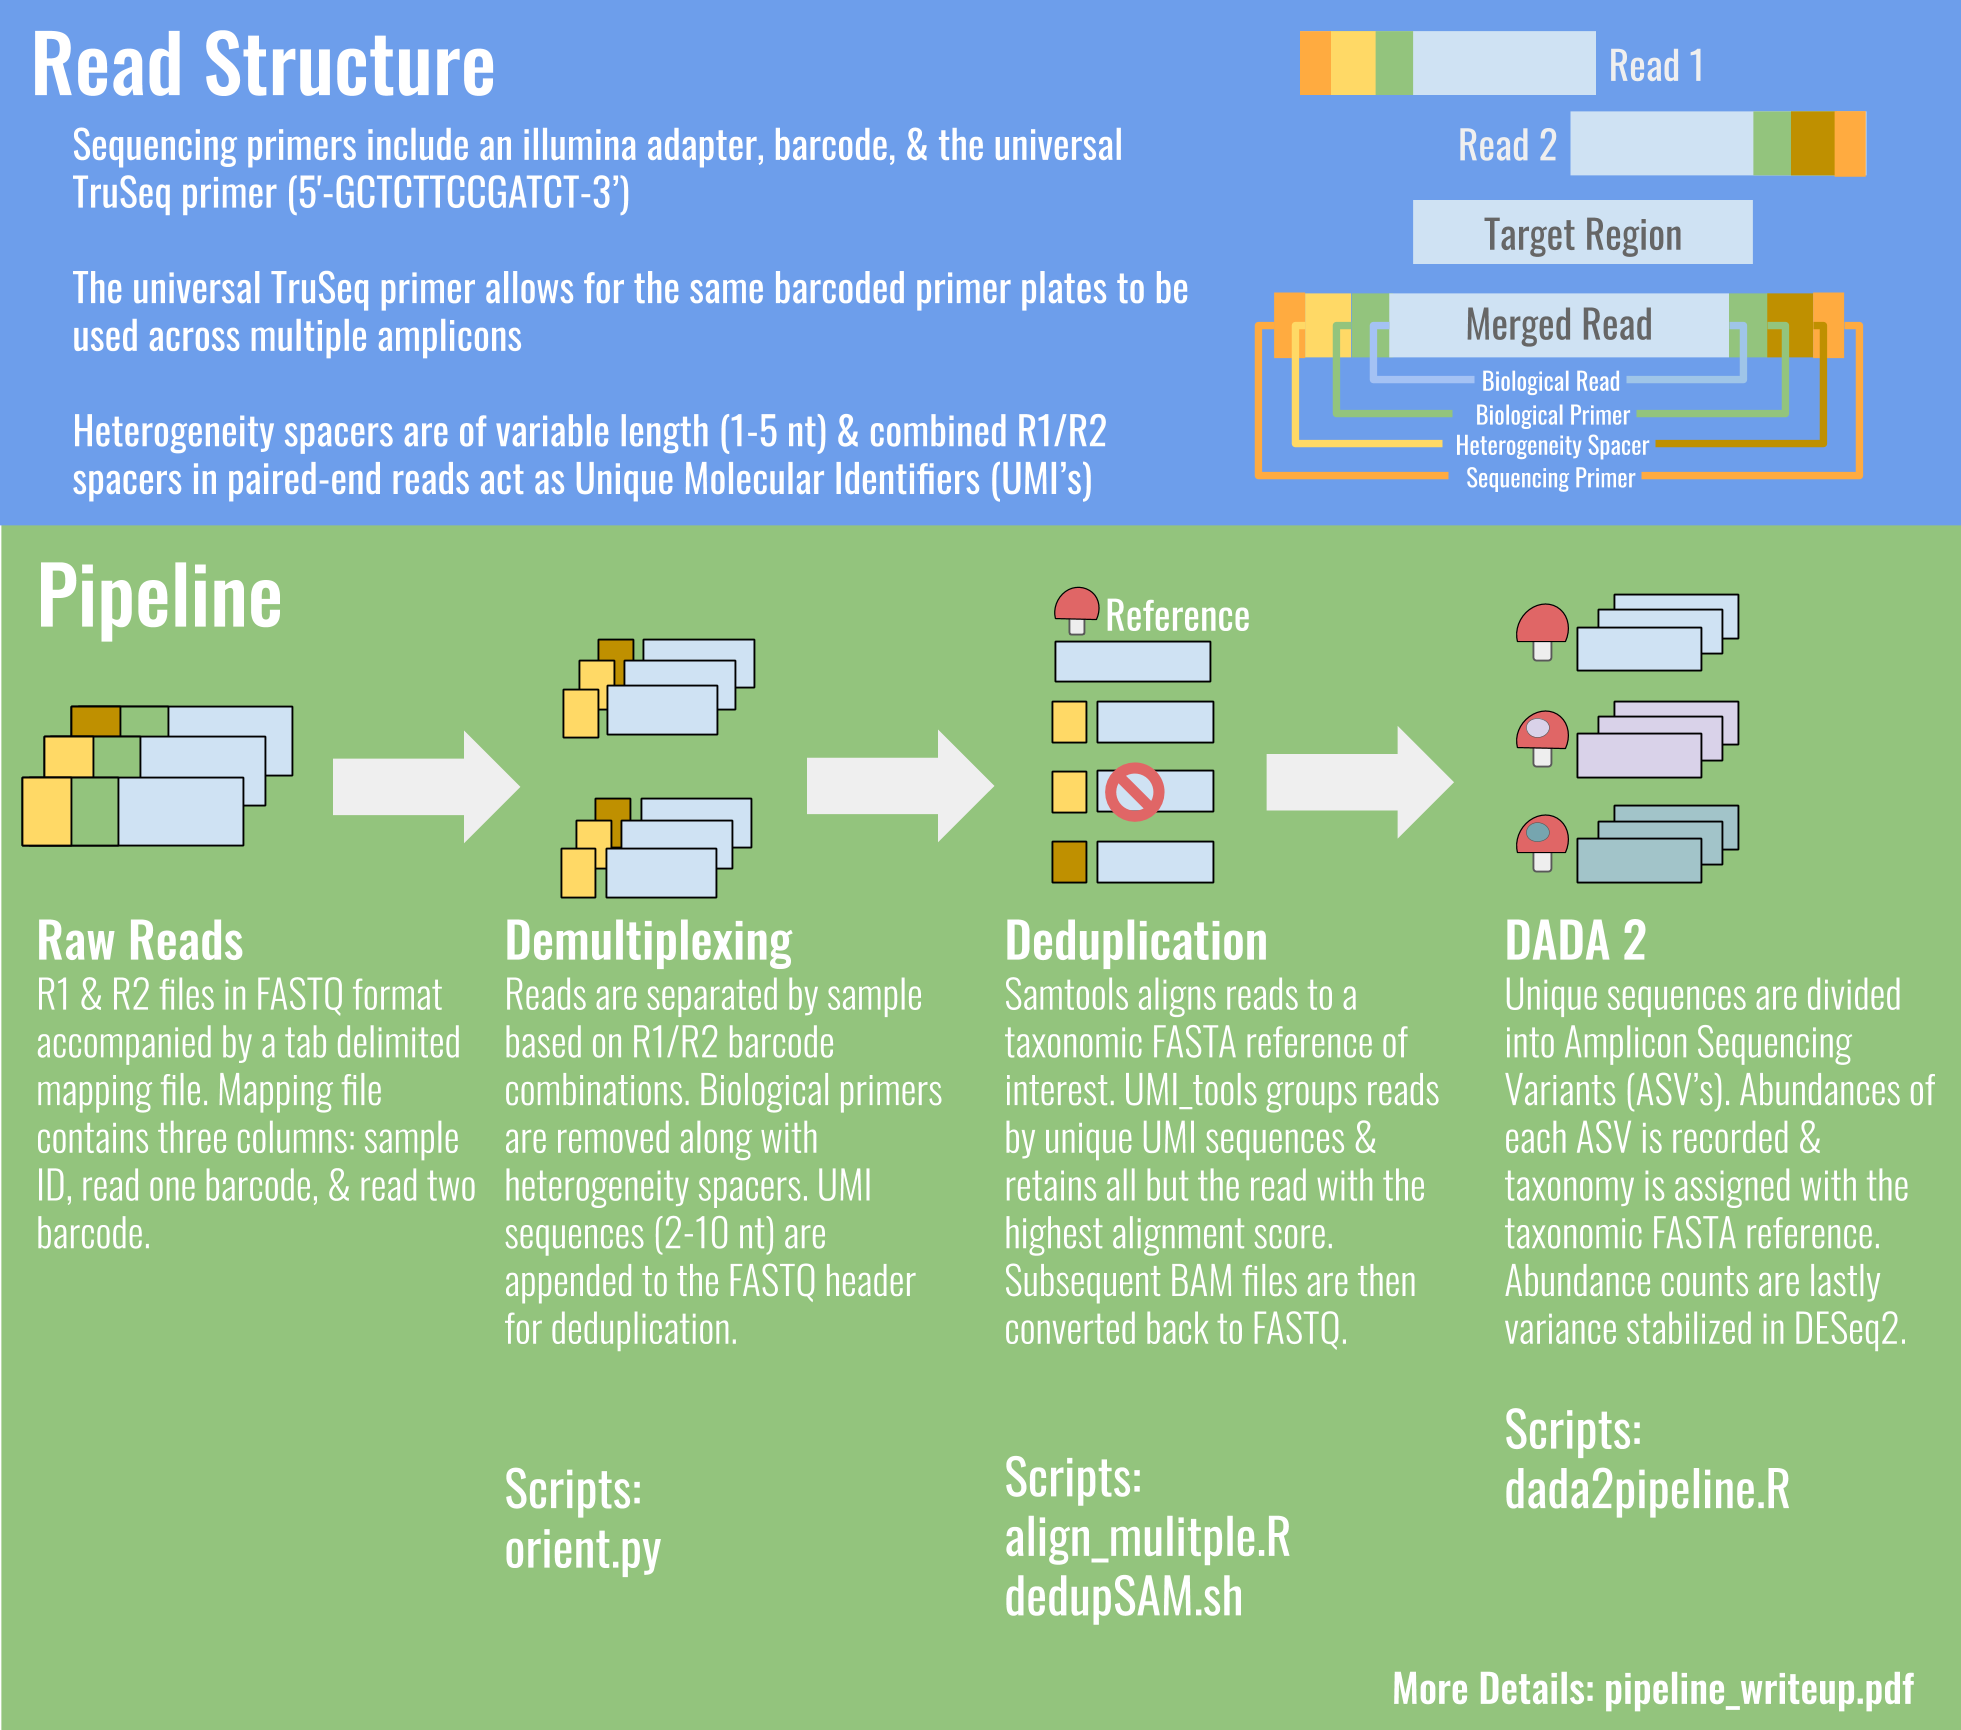 Read Structure
Sequencing primers include an illumina adapter, barcode, & the universal
TruSeq primer (5'-GCTCTTCCGATCT-3’)
The universal TruSeq primer allows for the same barcoded primer plates to be
used across multiple amplicons
Heterogeneity spacers are of variable length (1-5 nt) & combined R1/R2
spacers in paired-end reads act as Unique Molecular Identifiers (UMI’s)
Read 1
Read 2
Target Region
Merged Read
Biological Read
Biological Primer
Heterogeneity Spacer
Sequencing Primer
Pipeline
Reference
Raw Reads
R1 & R2 files in FASTQ format
accompanied by a tab delimited
mapping file. Mapping file
contains three columns: sample
ID, read one barcode, & read two
barcode.
Demultiplexing
Reads are separated by sample
based on R1/R2 barcode
combinations. Biological primers
are removed along with
heterogeneity spacers. UMI
sequences (2-10 nt) are
appended to the FASTQ header
for deduplication.
Scripts:
orient.py
Deduplication
Samtools aligns reads to a
taxonomic FASTA reference of
interest. UMI_tools groups reads
by unique UMI sequences &
retains all but the read with the
highest alignment score.
Subsequent BAM files are then
converted back to FASTQ.
Scripts:
align_mulitple.R
dedupSAM.sh
DADA 2
Unique sequences are divided
into Amplicon Sequencing
Variants (ASV’s). Abundances of
each ASV is recorded &
taxonomy is assigned with the
taxonomic FASTA reference.
Abundance counts are lastly
variance stabilized in DESeq2.
Scripts:
dada2pipeline.R
More Details: pipeline_writeup.pdf